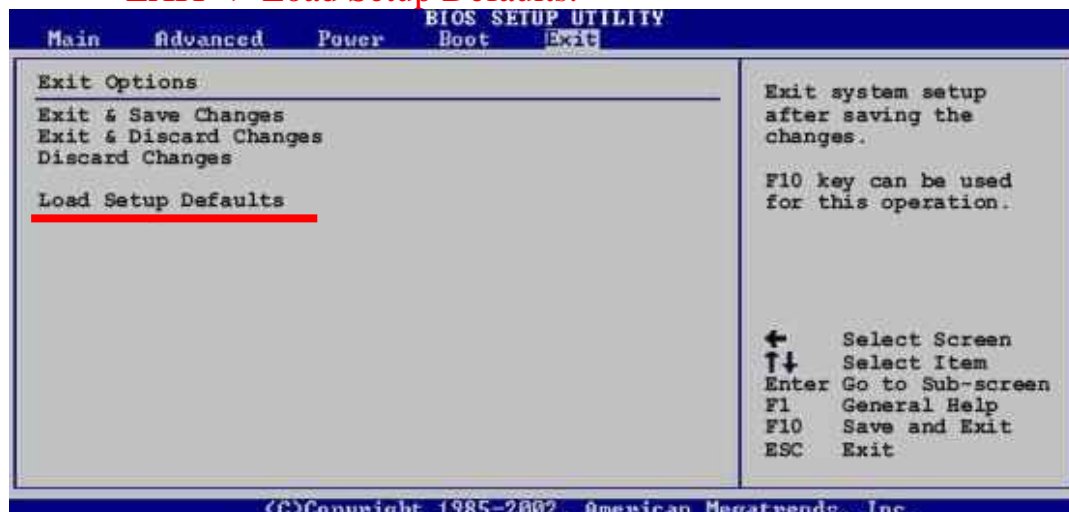 BIOS SETUP UTILITY
Main Advanced Power Boot Exit
Exit Options
Exit & Save Changes
Exit & Discard Changes
Discard Changes
Load Setup Defaults
Exit system setup
after saving the
changes.
F10 key can be used
for this operation.
← Select Screen
↑↓ Select Item
Enter Go to Sub-screen
F1 General Help
F10 Save and Exit
ESC Exit
(C)Copyright 1985-2002, American Megatrends, Inc.